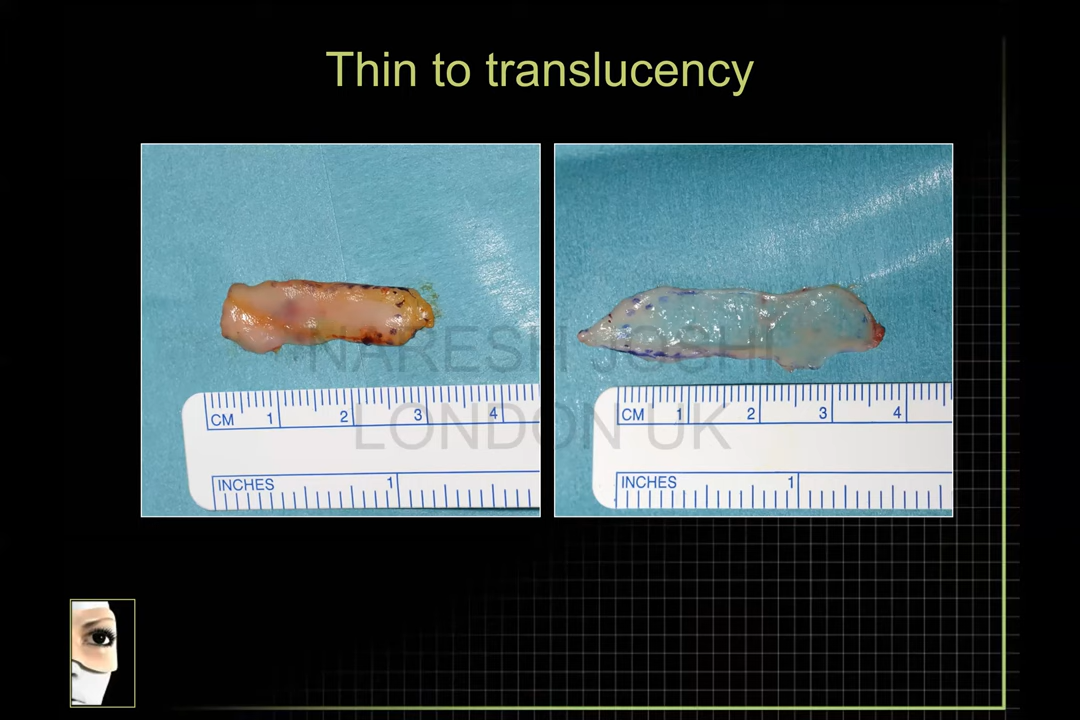 Thin to translucency
NARESH JOSHI
LONDON UK
CM 1 2 3 4
INCHES 1
CM 1 2 3 4
INCHES 1